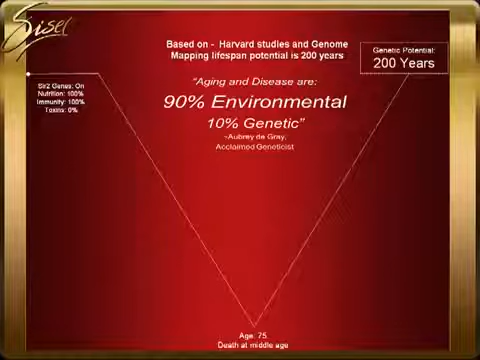 Sisel
Based on - Harvard studies and Genome
Mapping lifespan potential is 200 years
Genetic Potential:
200 Years
"Aging and Disease are:
90% Environmental
10% Genetic"
~Aubrey de Gray,
Acclaimed Geneticist
Sir2 Genes: On
Nutrition: 100%
Immunity: 100%
Toxins: 0%
Age: 75
Death at middle age